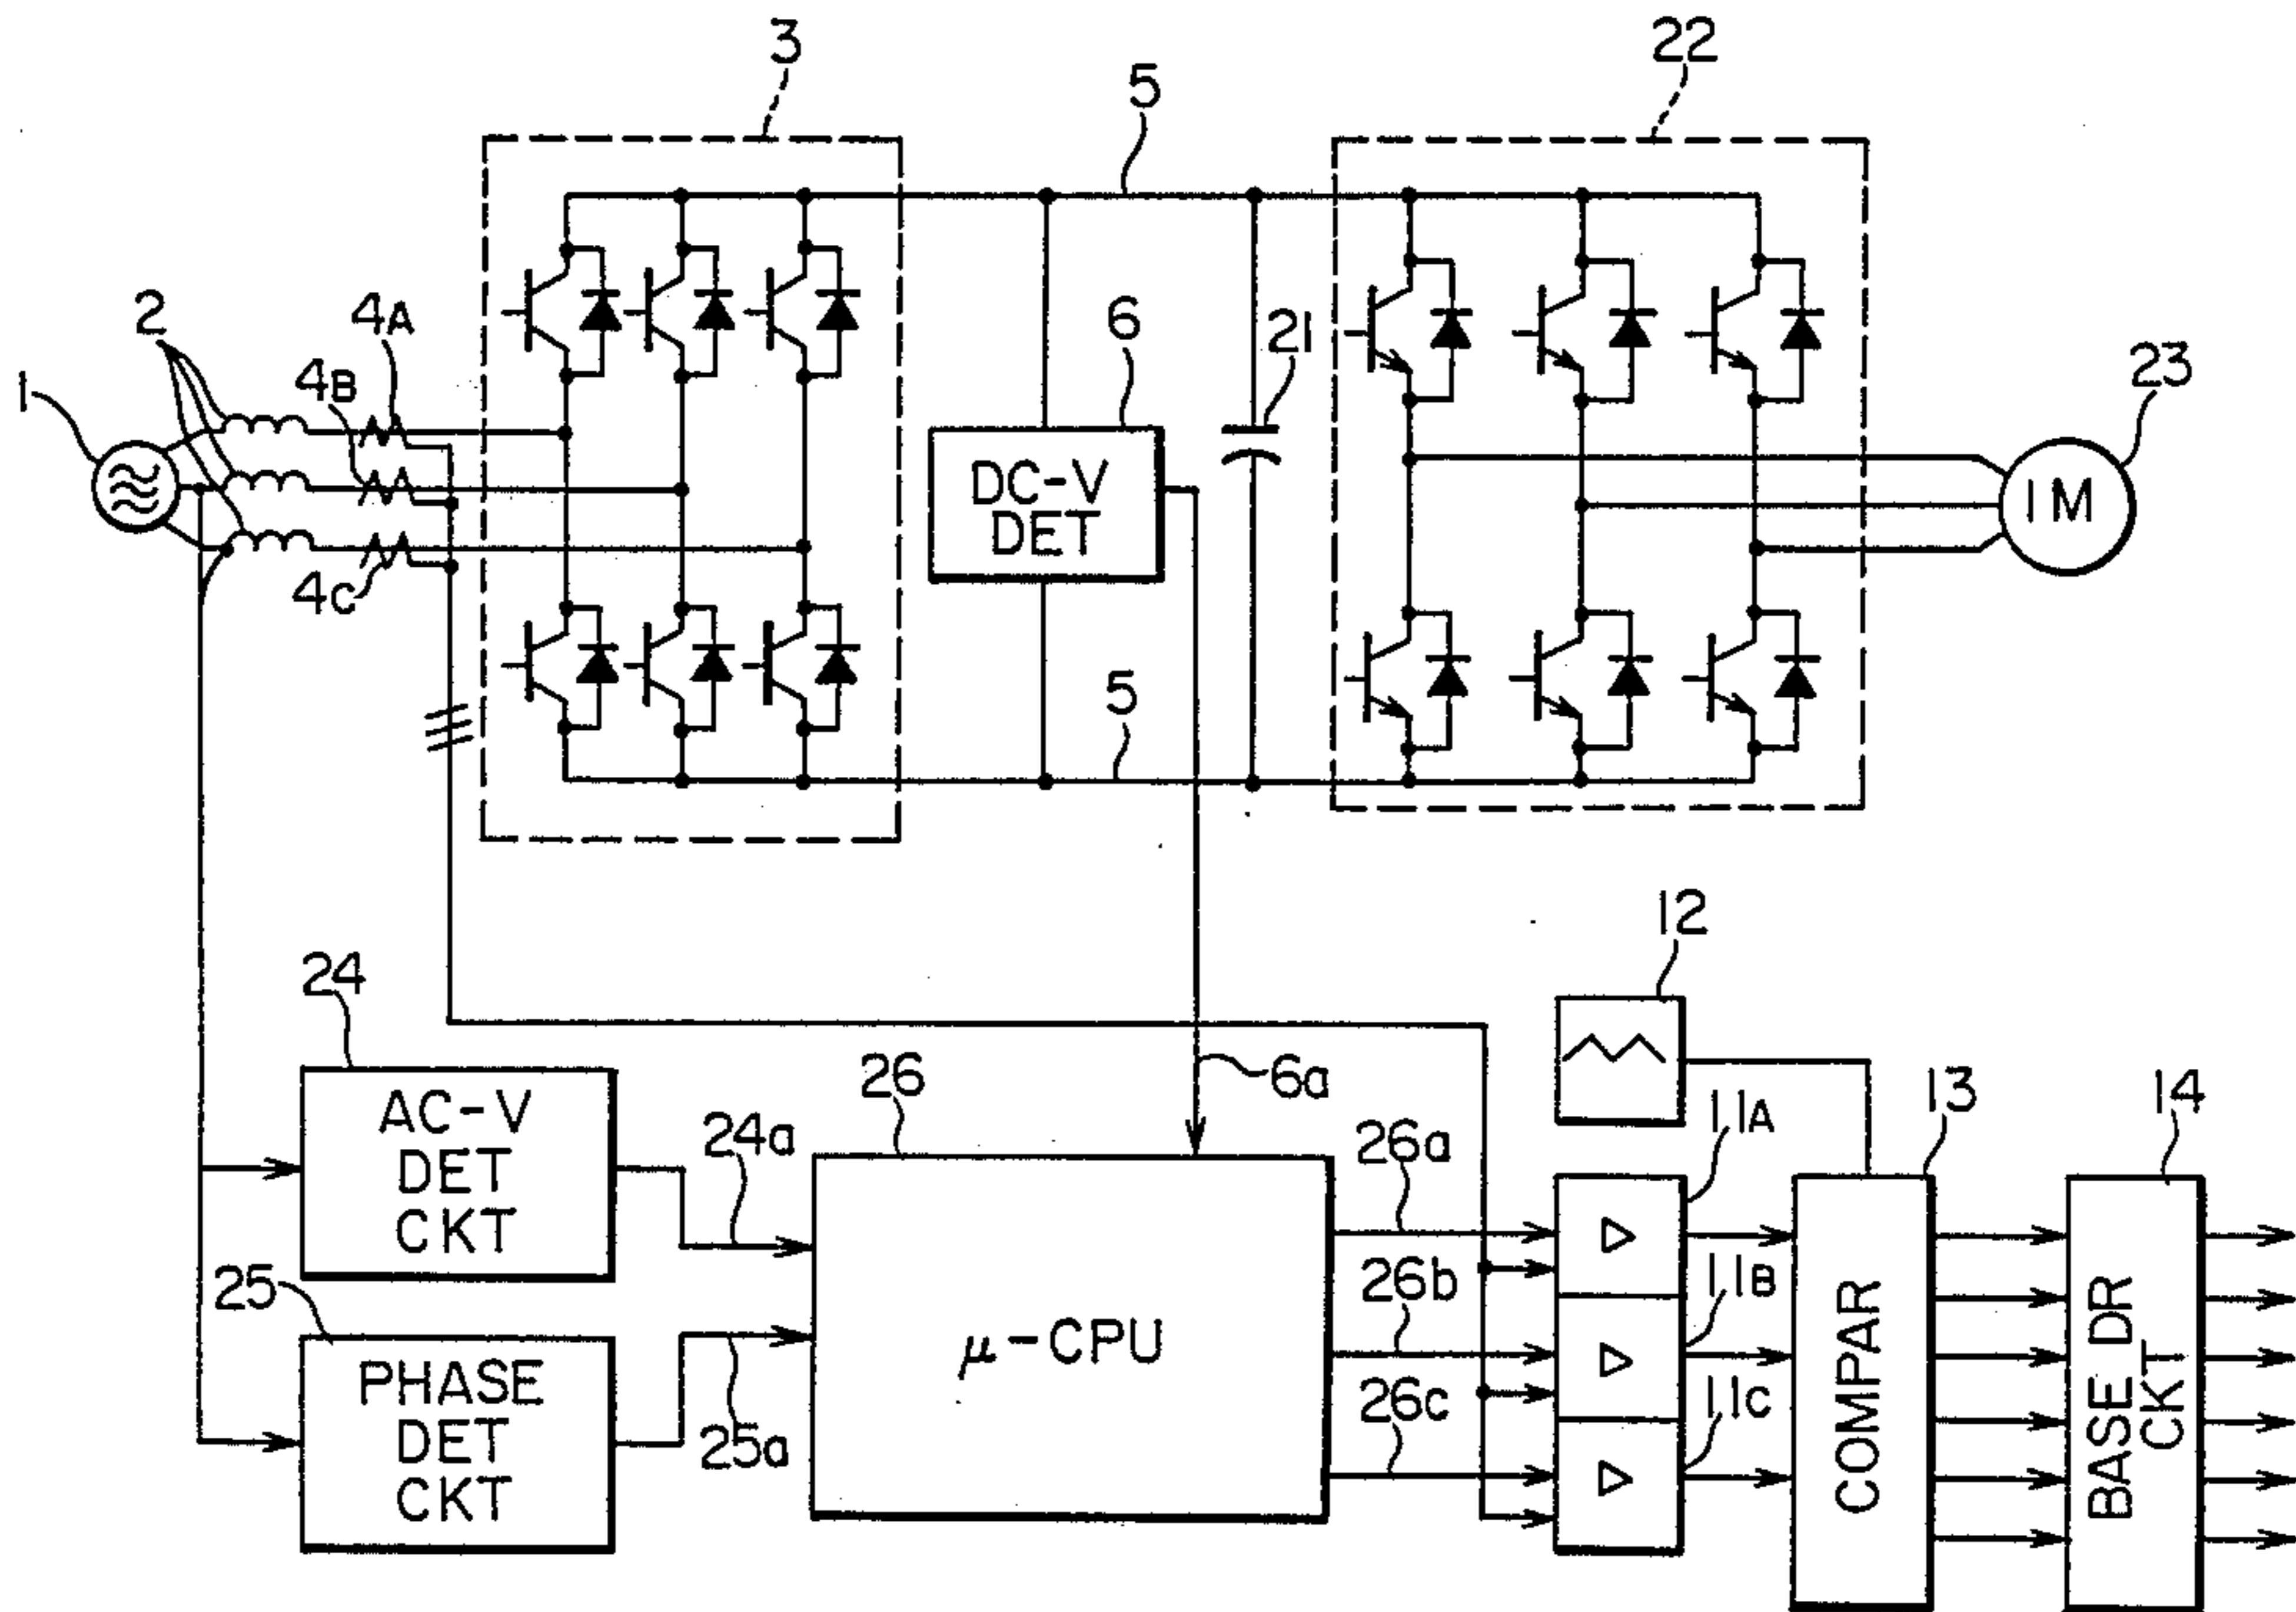 3
22
5
2
4A
6
21
23
1
4B
DC-V
DET
IM
4C
5
12
24
26
6a
13
14
AC-V
DET
CKT
24a
26a
11A
25
26b
11B
μ-CPU
PHASE
DET
CKT
25a
26c
11C
COMPAR
BASE DR
CKT